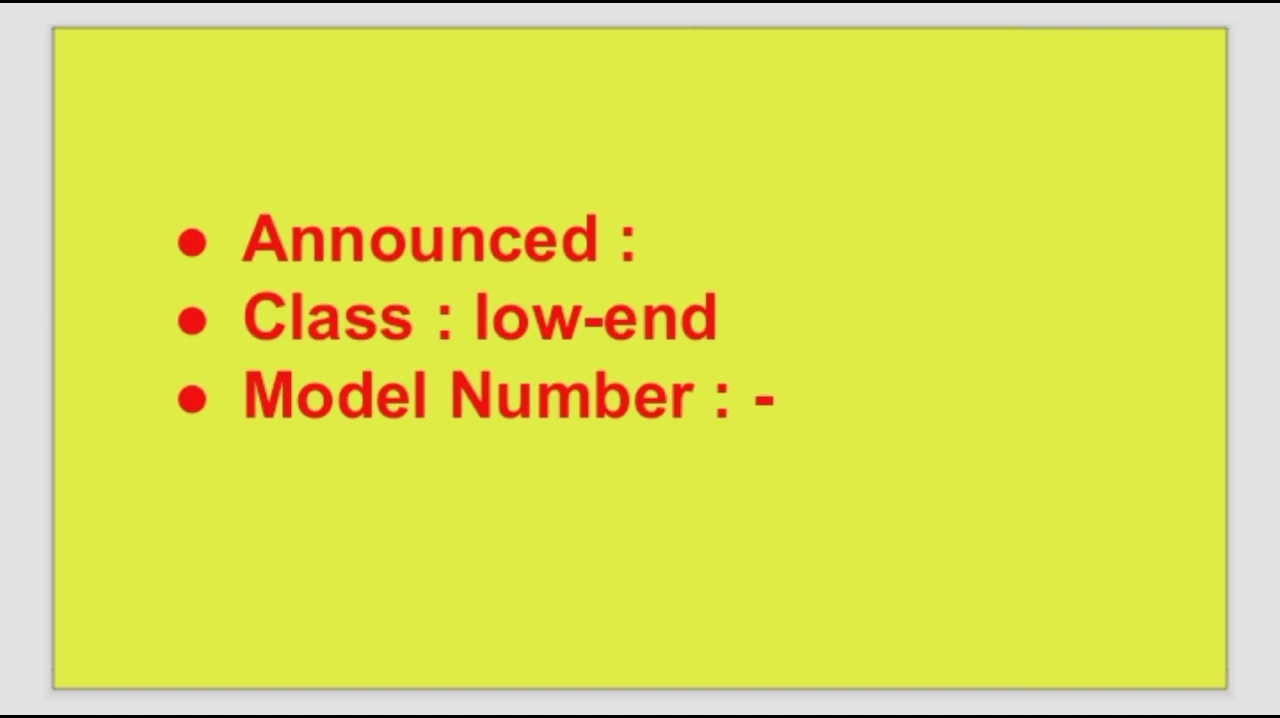 ● Announced :
● Class : low-end
● Model Number : -